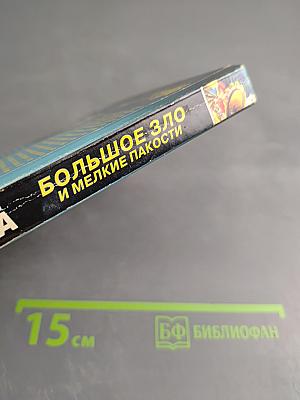 А
БОЛЬШОЕ ЗЛО
И МЕЛКИЕ ПАКОСТИ
15 см
БФ БИБЛИОФАН